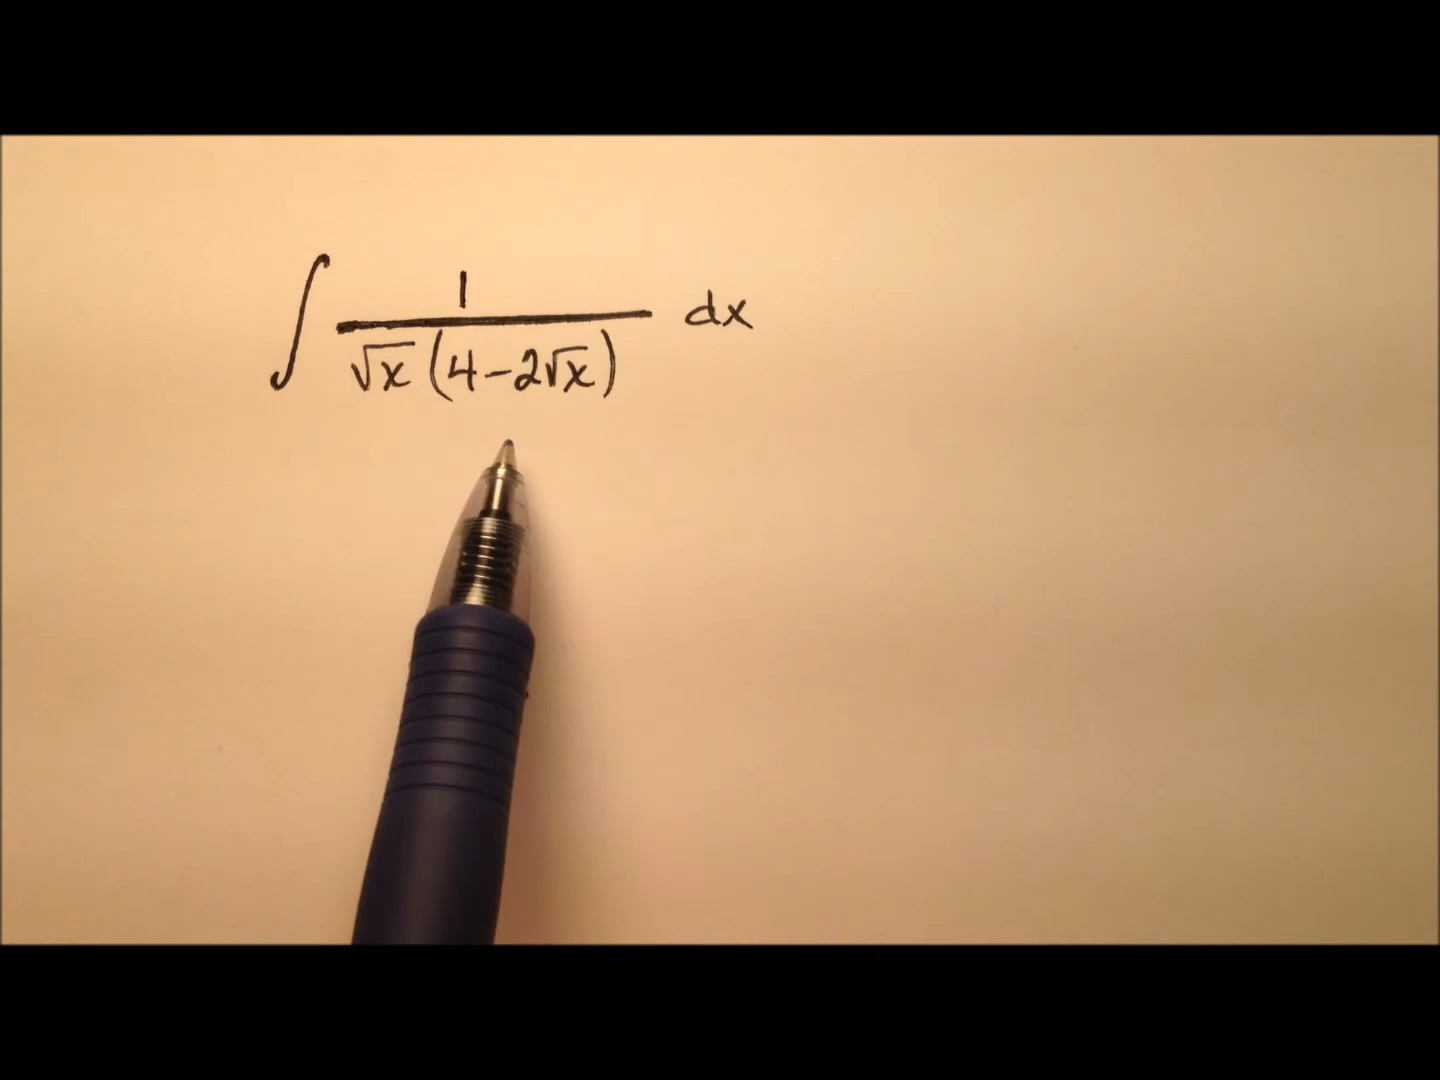 ∫ 1/(√x(4-2√x)) dx